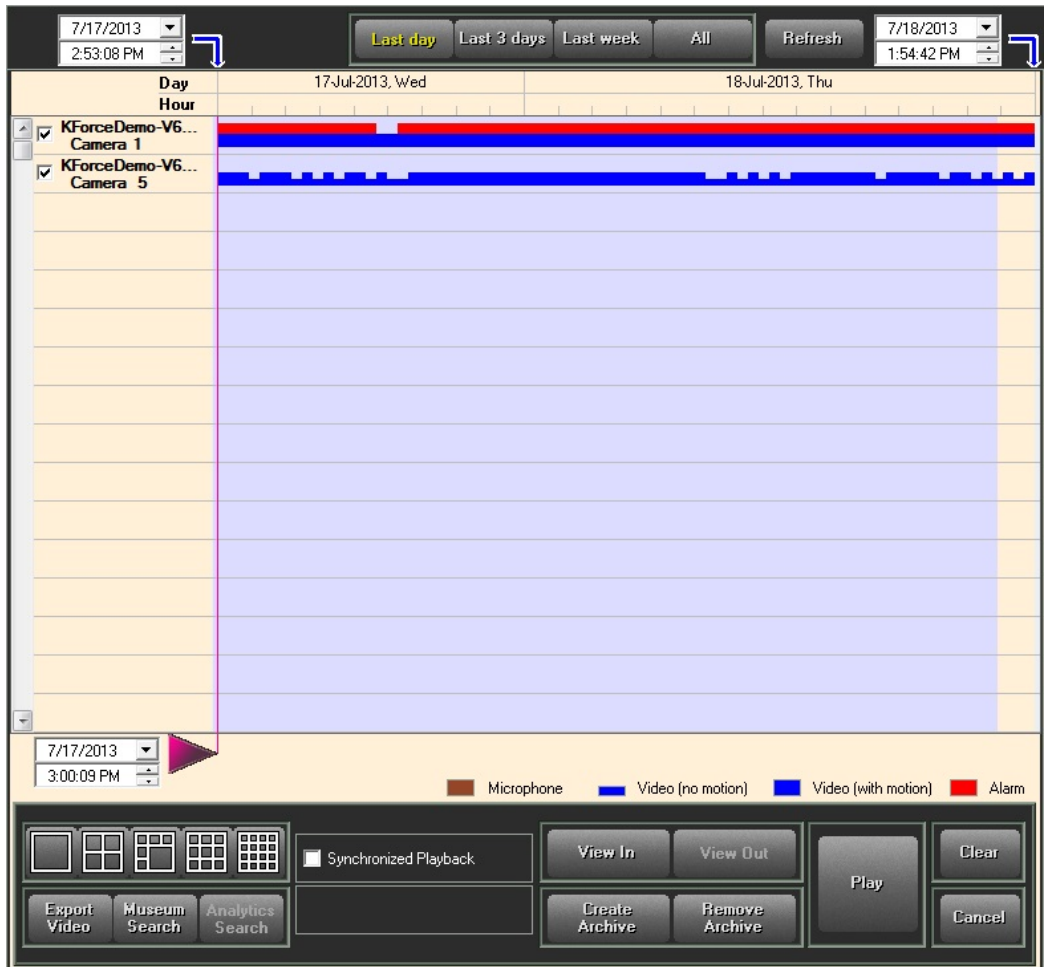 7/17/2013
2:53:08 PM
Last day Last 3 days Last week All Refresh
7/18/2013
1:54:42 PM
Day 17-Jul-2013, Wed 18-Jul-2013, Thu
Hour
KForceDemo-V6...
Camera 1
KForceDemo-V6...
Camera 5
7/17/2013
3:00:09 PM
Microphone Video (no motion) Video (with motion) Alarm
Synchronized Playback
View In View Out
Play
Clear
Export Video
Museum Search
Analytics Search
Create Archive
Remove Archive
Cancel